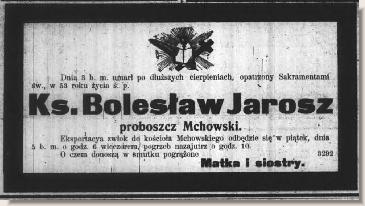 Dnia 3 b. m. umarł po dłuższych cierpieniach, opatrzony Sakramentami
św., w 53 roku życia ś. p.
Ks. Bolesław Jarosz
proboszcz Mchowski.
Eksportacya zwłok do kościoła Mchowskiego odbędzie się w piątek, dnia
5 b. m. o godz. 6 wieczorem, pogrzeb nazajutrz o godz. 10.
O czem donoszą w smutku pogrążone 3292
Matka i siostry.